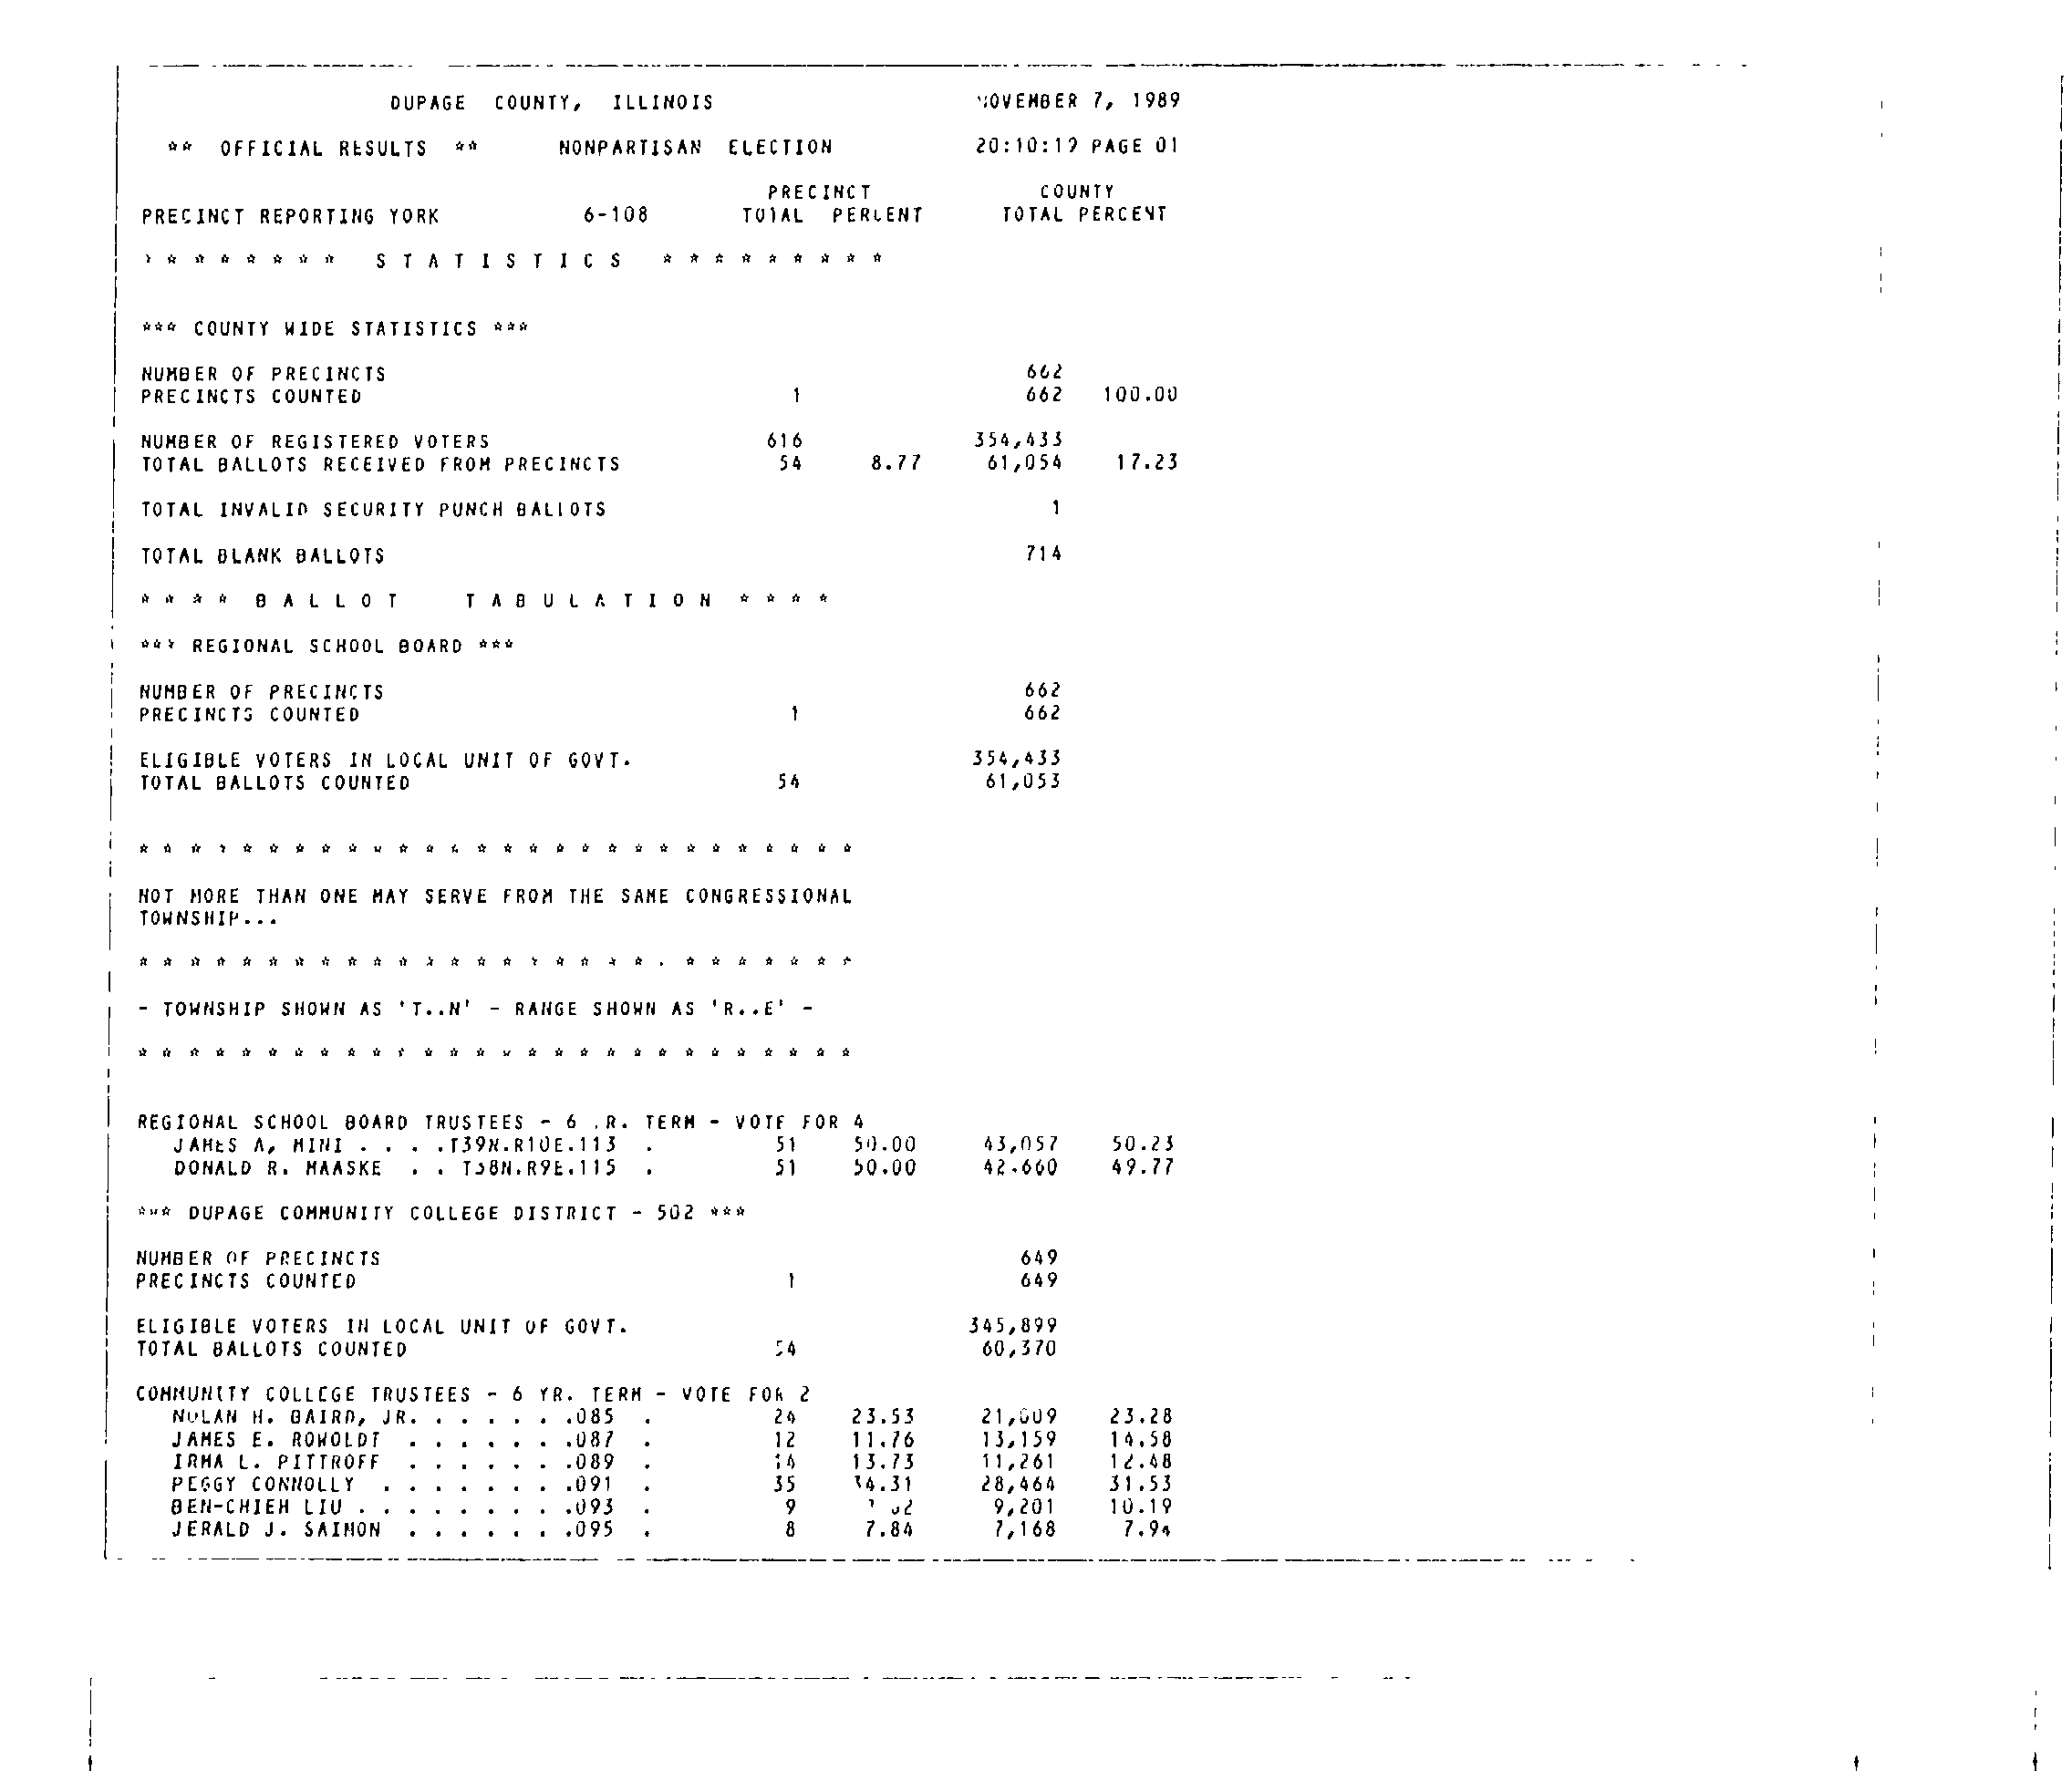 DUPAGE COUNTY, ILLINOIS NOVEMBER 7, 1989
** OFFICIAL RESULTS ** NONPARTISAN ELECTION 20:10:19 PAGE 01
PRECINCT COUNTY
PRECINCT REPORTING YORK 6-108 TOTAL PERCENT TOTAL PERCENT
* * * * * * * * S T A T I S T I C S * * * * * * * * *
*** COUNTY WIDE STATISTICS ***
NUMBER OF PRECINCTS 662
PRECINCTS COUNTED 1 662 100.00
NUMBER OF REGISTERED VOTERS 616 354,433
TOTAL BALLOTS RECEIVED FROM PRECINCTS 54 8.77 61,054 17.23
TOTAL INVALID SECURITY PUNCH BALLOTS 1
TOTAL BLANK BALLOTS 714
* * * * B A L L O T T A B U L A T I O N * * * *
*** REGIONAL SCHOOL BOARD ***
NUMBER OF PRECINCTS 662
PRECINCTS COUNTED 1 662
ELIGIBLE VOTERS IN LOCAL UNIT OF GOVT. 354,433
TOTAL BALLOTS COUNTED 54 61,053
* * * * * * * * * * * * * * * * * * * * * * * * * * * *
NOT MORE THAN ONE MAY SERVE FROM THE SAME CONGRESSIONAL
TOWNSHIP...
* * * * * * * * * * * * * * * * * * * * * * * * * * * *
- TOWNSHIP SHOWN AS 'T..N' - RANGE SHOWN AS 'R..E' -
* * * * * * * * * * * * * * * * * * * * * * * * * * * *
REGIONAL SCHOOL BOARD TRUSTEES - 6 .R. TERM - VOTE FOR 4
JAMES A, MINI . . . .T39N.R10E.113 . 51 50.00 43,057 50.23
DONALD R. MAASKE . . T38N.R9E.115 . 51 50.00 42,660 49.77
*** DUPAGE COMMUNITY COLLEGE DISTRICT - 502 ***
NUMBER OF PRECINCTS 649
PRECINCTS COUNTED 1 649
ELIGIBLE VOTERS IN LOCAL UNIT OF GOVT. 345,899
TOTAL BALLOTS COUNTED 54 60,370
COMMUNITY COLLEGE TRUSTEES - 6 YR. TERM - VOTE FOR 2
NOLAN H. BAIRD, JR. . . . . . .085 . 24 23.53 23.28
JAMES E. ROWOLDT . . . . . . .087 . 12 11.76 13,159 14.58
IRMA L. PITTROFF . . . . . . .089 . 14 13.73 11,261 12.48
PEGGY CONNOLLY . . . . . . . .091 . 35 34.31 28,464 31.53
BEN-CHIEH LIU . . . . . . . . .093 . 9 9,201 10.19
JERALD J. SAIMON . . . . . . .095 . 8 7.84 7,168 7.94